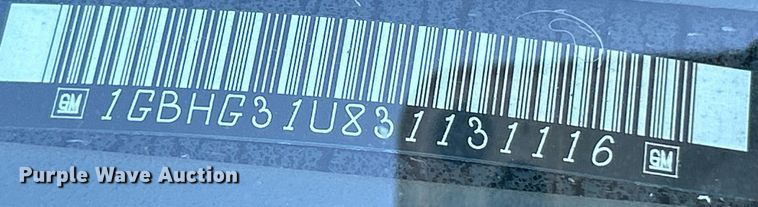 GM 1GBHG31U831131116 GM
Purple Wave Auction